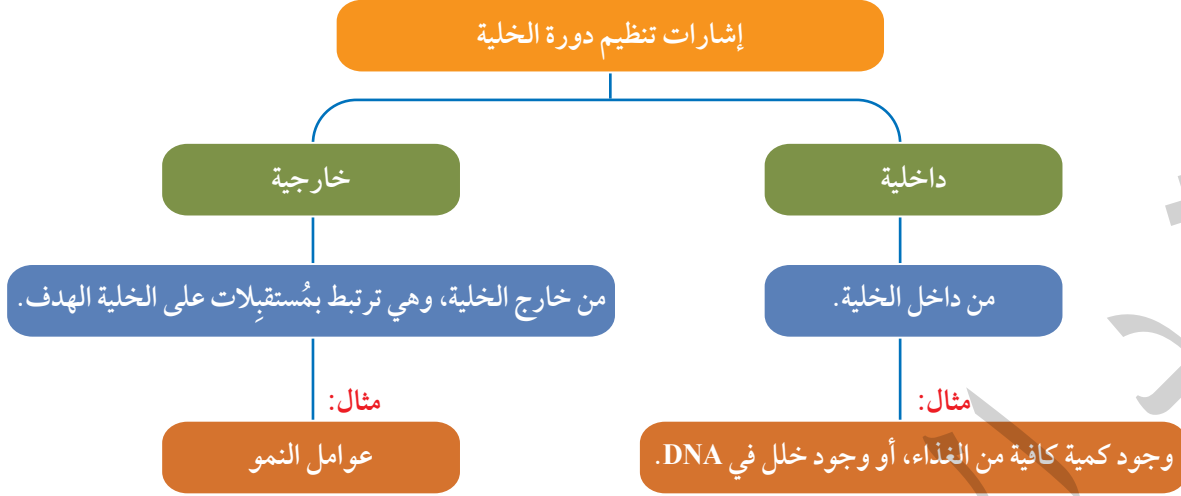 إشارات تنظيم دورة الخلية
داخلية
خارجية
من داخل الخلية.
من خارج الخلية، وهي ترتبط بمُستقبِلات على الخلية الهدف.
مثال:
مثال:
وجود كمية كافية من الغذاء، أو وجود خلل في DNA.
عوامل النمو